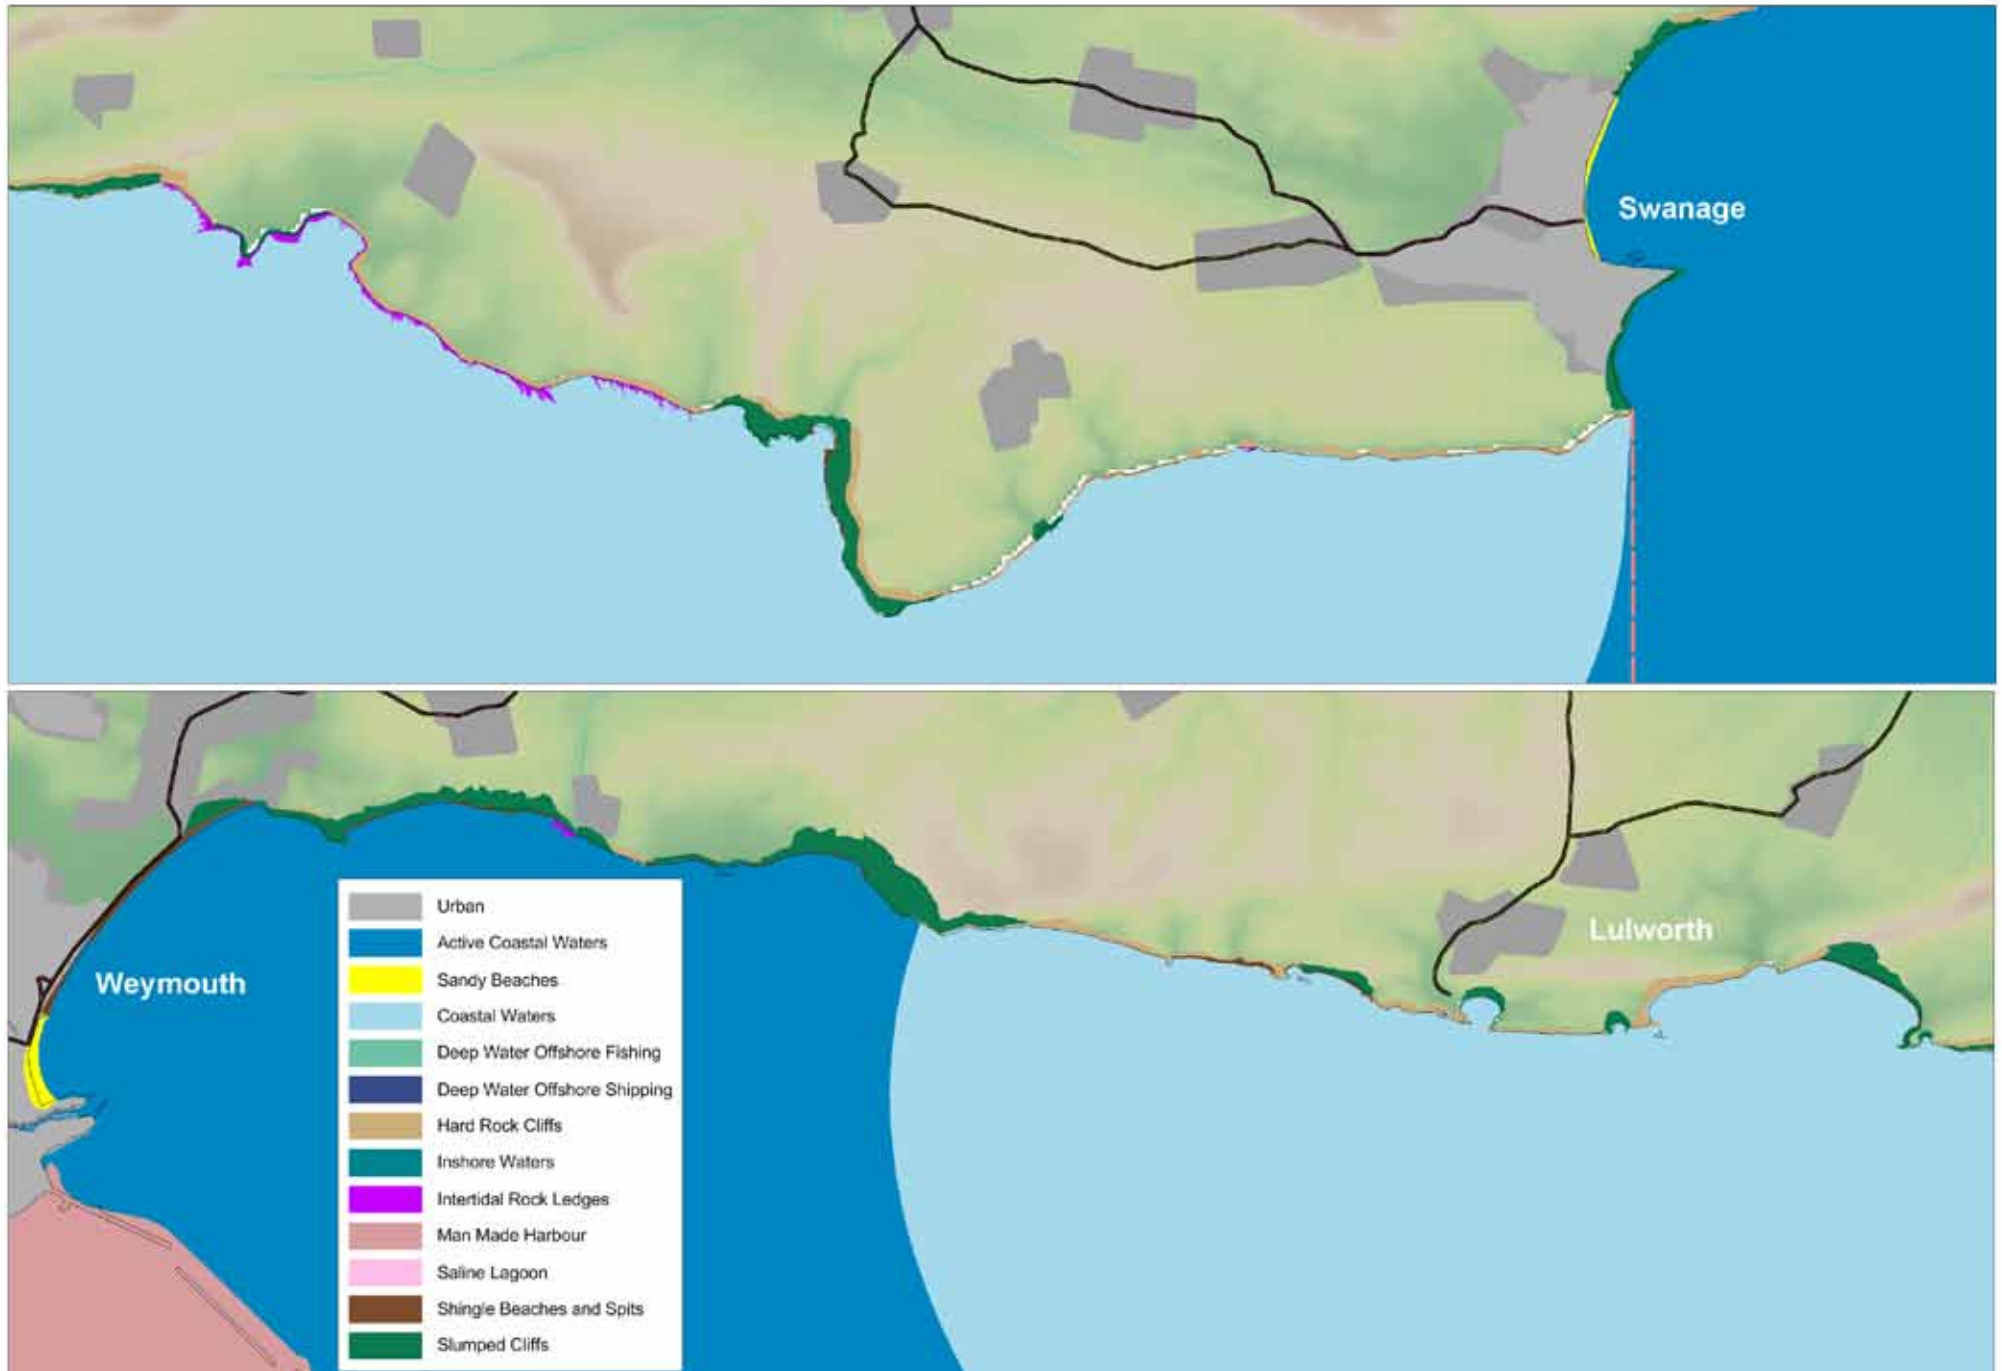 Swanage
Weymouth
Lulworth
Urban
Active Coastal Waters
Sandy Beaches
Coastal Waters
Deep Water Offshore Fishing
Deep Water Offshore Shipping
Hard Rock Cliffs
Inshore Waters
Intertidal Rock Ledges
Man Made Harbour
Saline Lagoon
Shingle Beaches and Spits
Slumped Cliffs